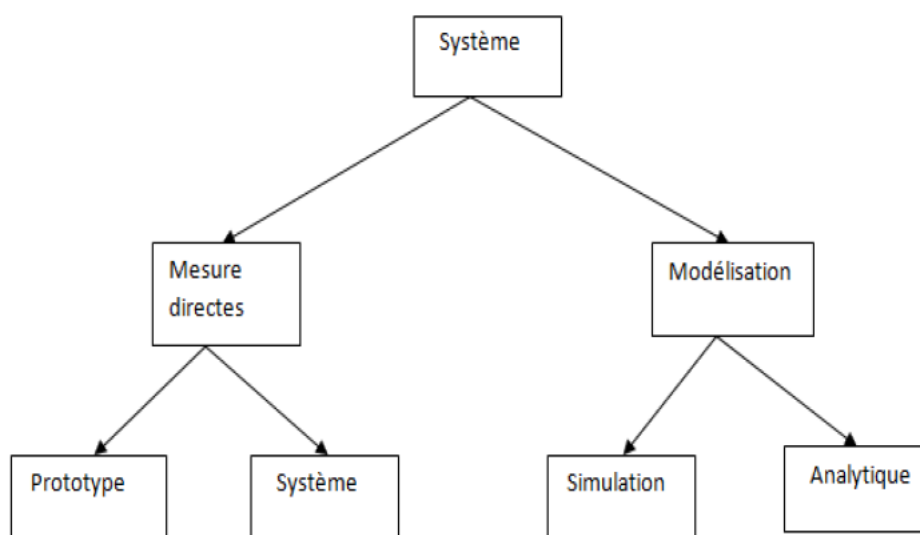 Système
Mesure
directes
Modélisation
Prototype
Système
Simulation
Analytique